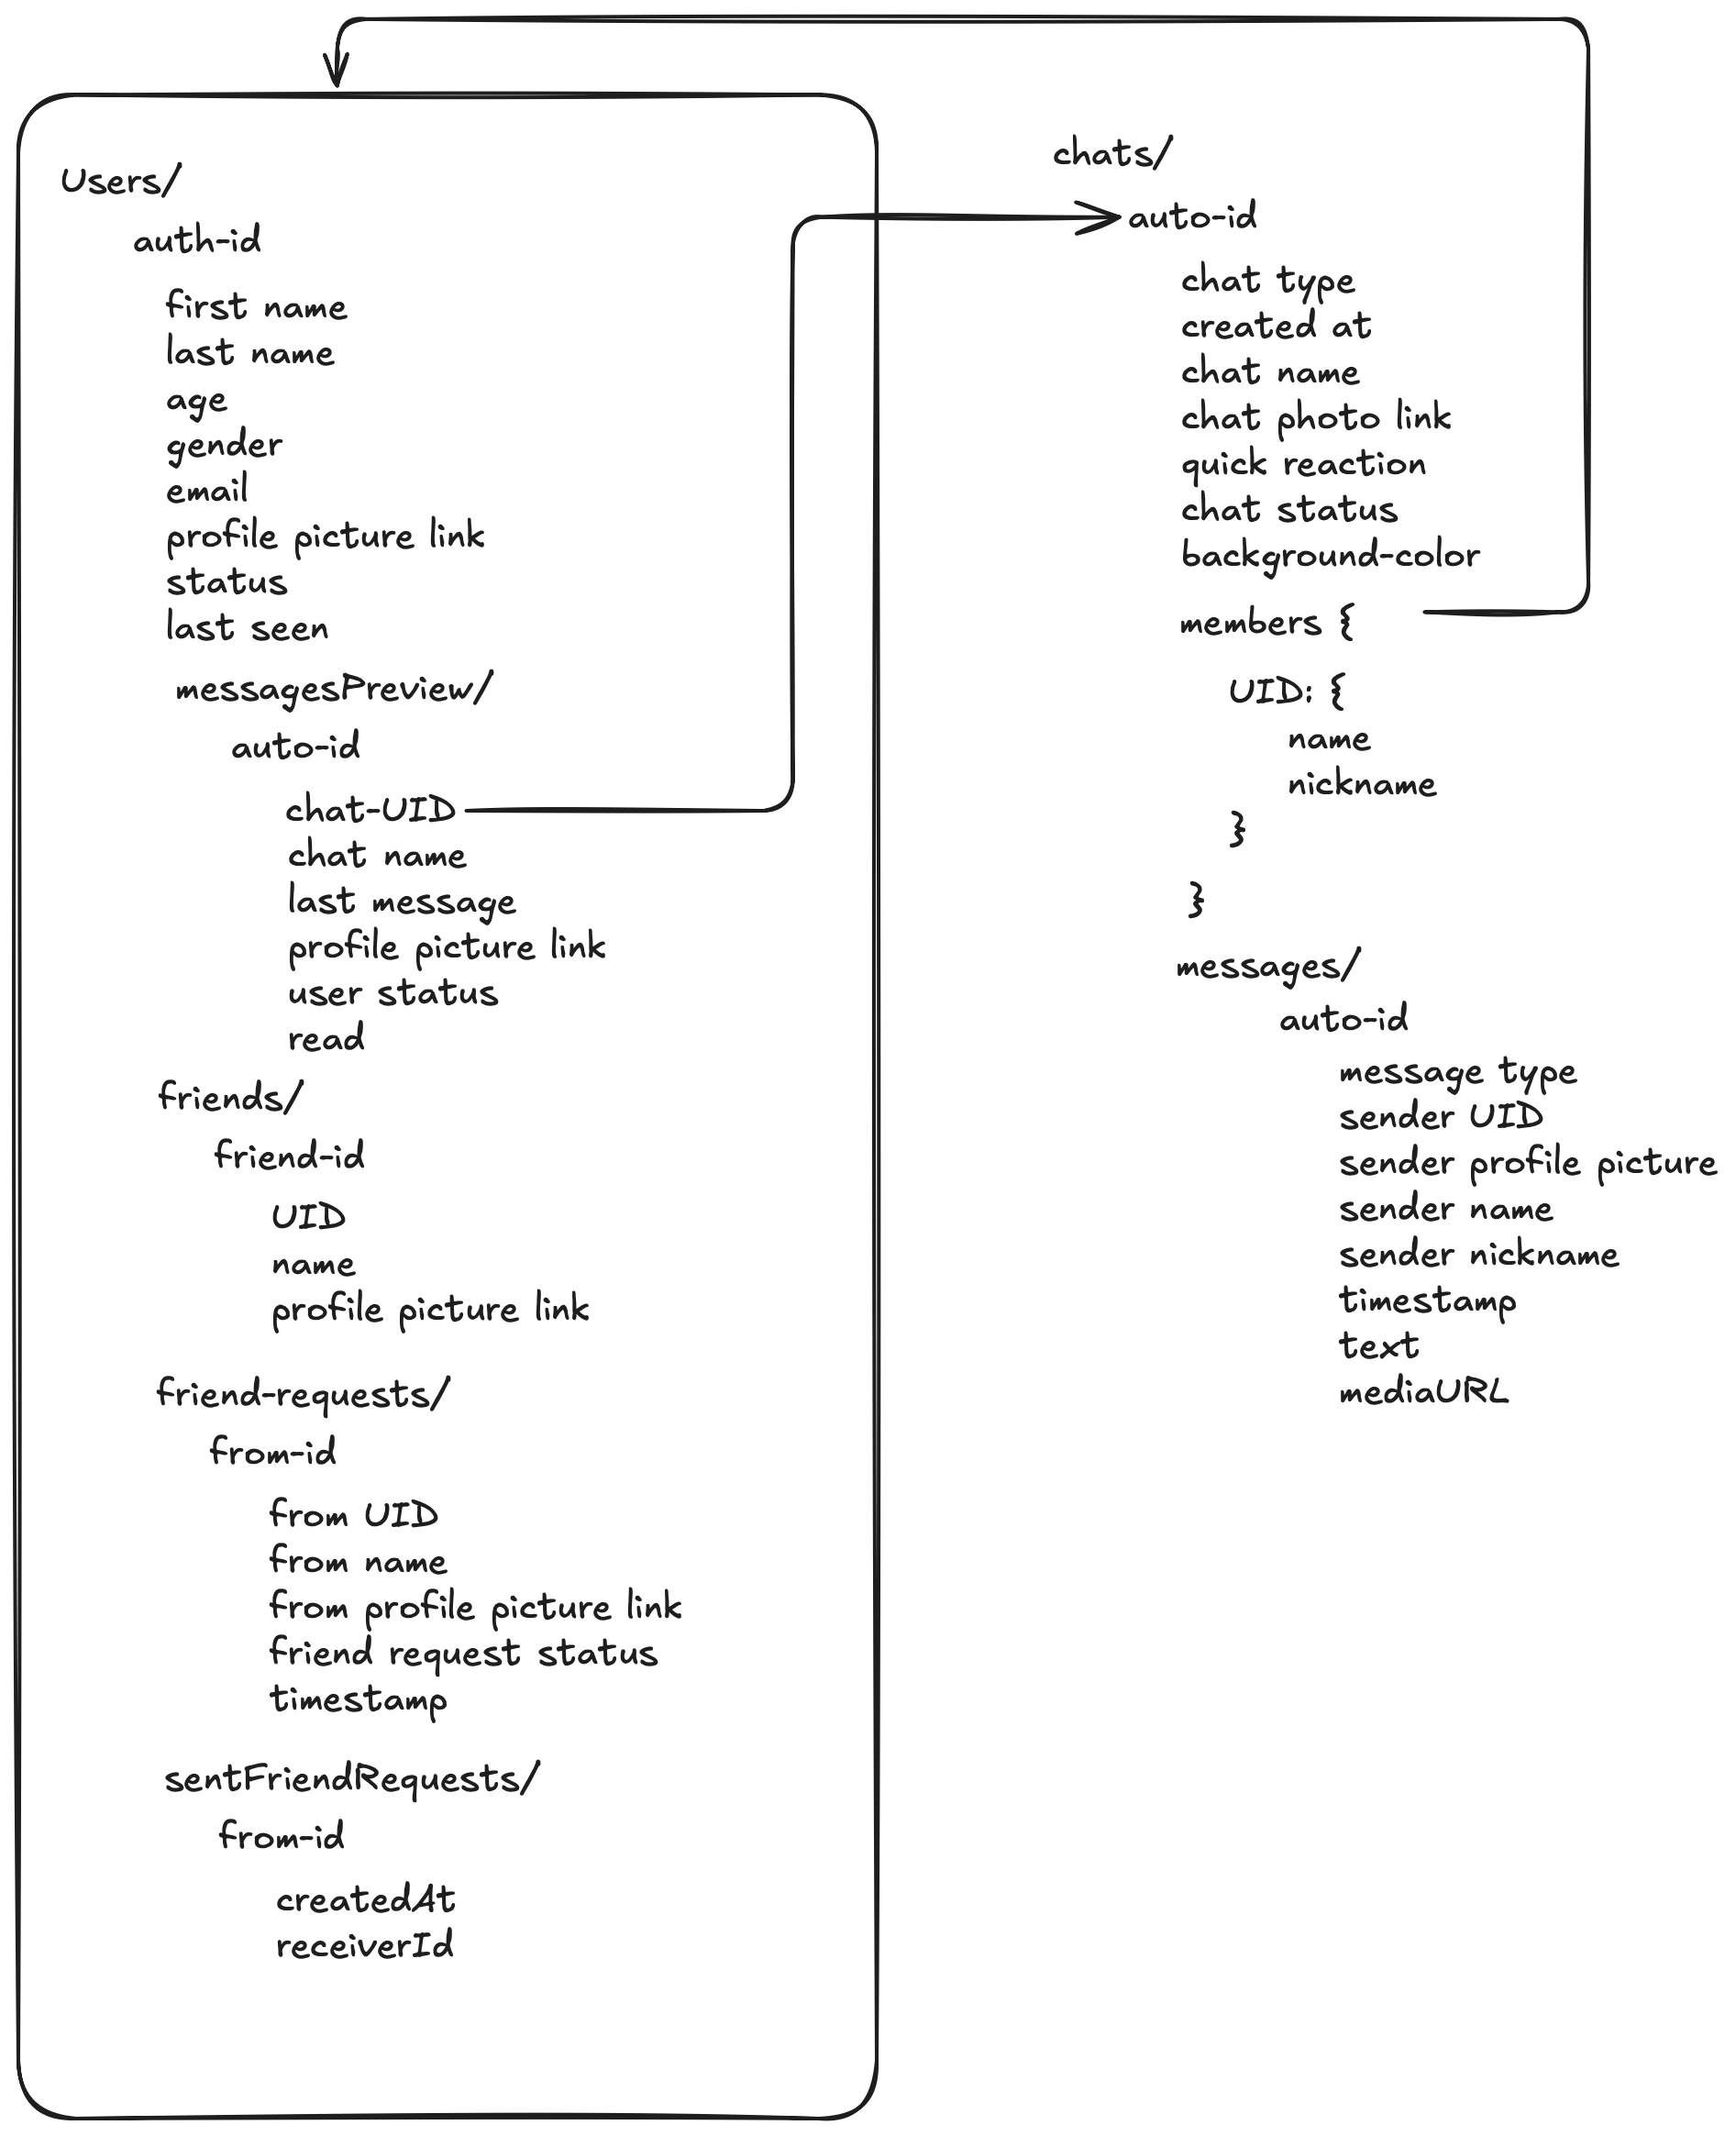 Users/
auth-id
first name
last name
age
gender
email
profile picture link
status
last seen
messagesPreview/
auto-id
chat-UID
chat name
last message
profile picture link
user status
read
friends/
friend-id
UID
name
profile picture link
friend-requests/
from-id
from UID
from name
from profile picture link
friend request status
timestamp
sentFriendRequests/
from-id
createdAt
receiverId
chats/
auto-id
chat type
created at
chat name
chat photo link
quick reaction
chat status
background-color
members {
UID: {
name
nickname
}
}
messages/
auto-id
message type
sender UID
sender profile picture
sender name
sender nickname
timestamp
text
mediaURL